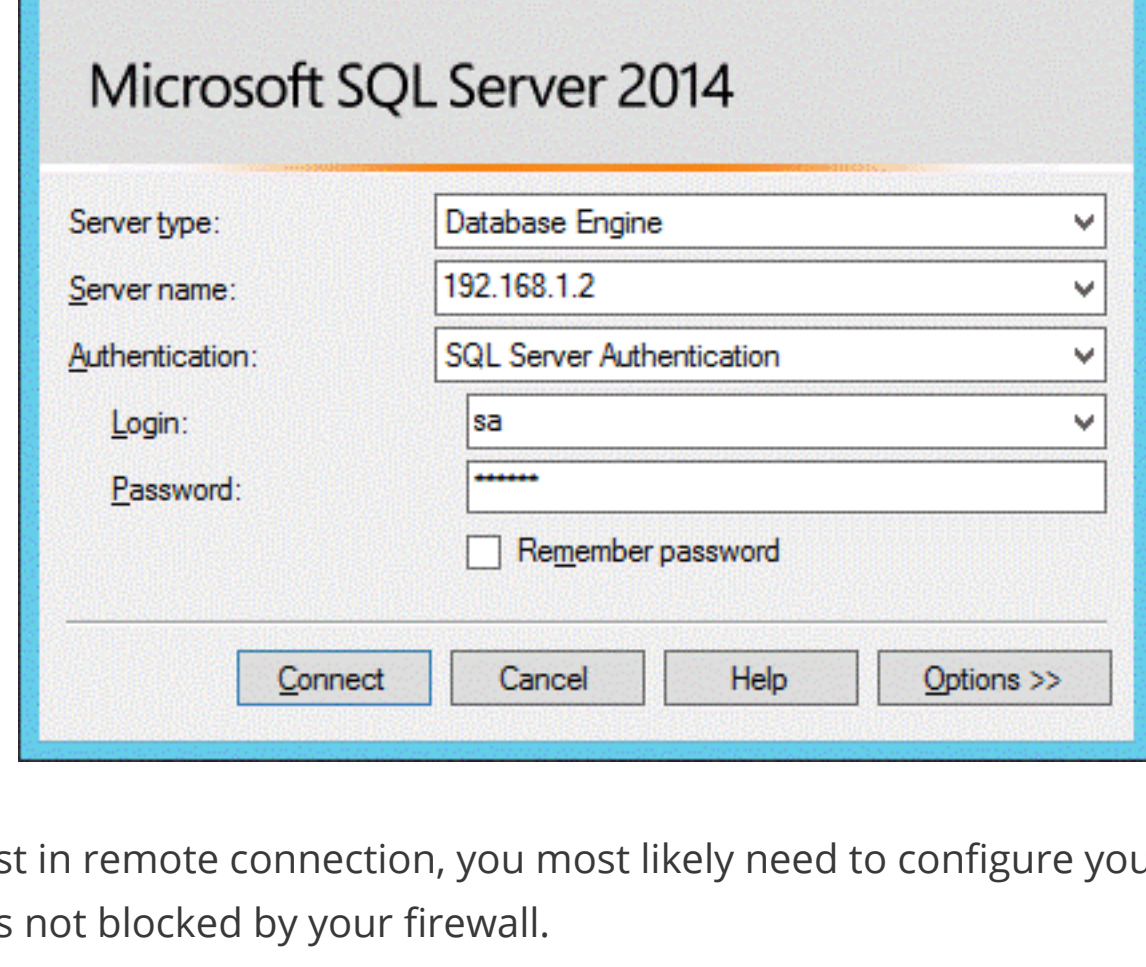 Microsoft SQL Server 2014
Server type: Database Engine
Server name: 192.168.1.2
Authentication: SQL Server Authentication
Login: sa
Password: ******
Remember password
Connect Cancel Help Options >>
st in remote connection, you most likely need to configure you
s not blocked by your firewall.